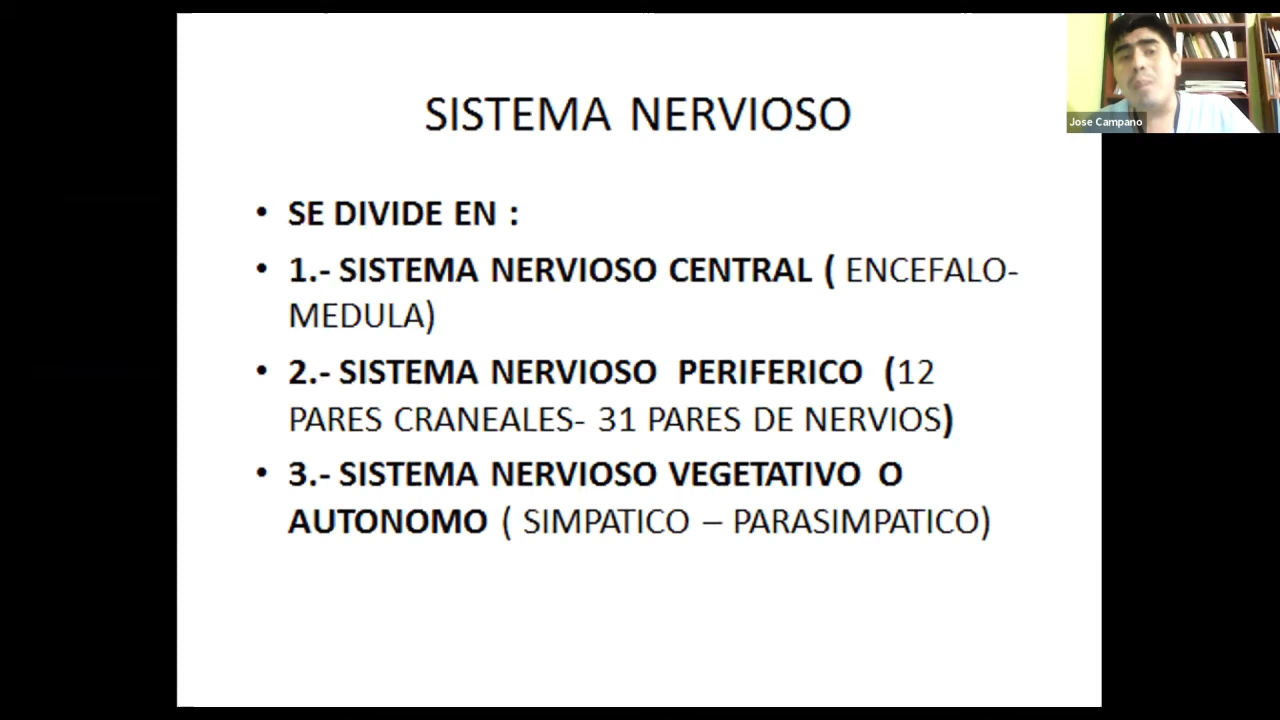 SISTEMA NERVIOSO
Jose Campano
• SE DIVIDE EN :
• 1.- SISTEMA NERVIOSO CENTRAL ( ENCEFALO-
MEDULA)
• 2.- SISTEMA NERVIOSO PERIFERICO (12
PARES CRANEALES- 31 PARES DE NERVIOS)
• 3.- SISTEMA NERVIOSO VEGETATIVO O
AUTONOMO ( SIMPATICO – PARASIMPATICO)